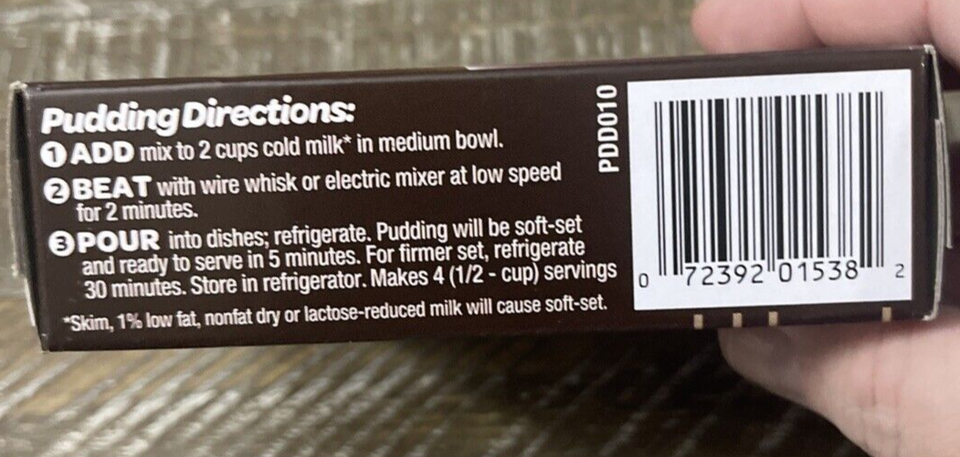 Pudding Directions:
1 ADD mix to 2 cups cold milk* in medium bowl.
2 BEAT with wire whisk or electric mixer at low speed
for 2 minutes.
3 POUR into dishes; refrigerate. Pudding will be soft-set
and ready to serve in 5 minutes. For firmer set, refrigerate
30 minutes. Store in refrigerator. Makes 4 (1/2 - cup) servings
*Skim, 1% low fat, nonfat dry or lactose-reduced milk will cause soft-set.
PDD010
0 72392 01538 2